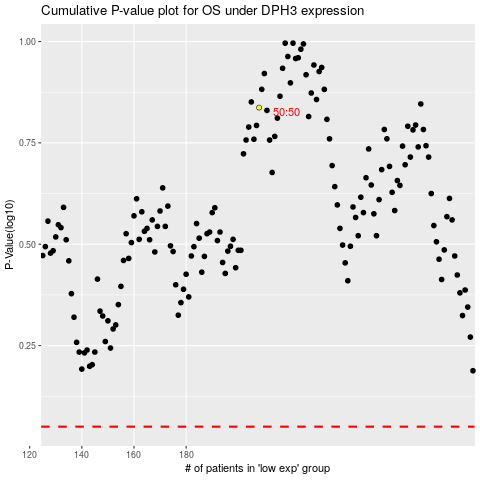 Cumulative P-value plot for OS under DPH3 expression
P-Value(log10)
1.00
0.75
0.50
0.25
50:50
120 140 160 180
# of patients in 'low exp' group